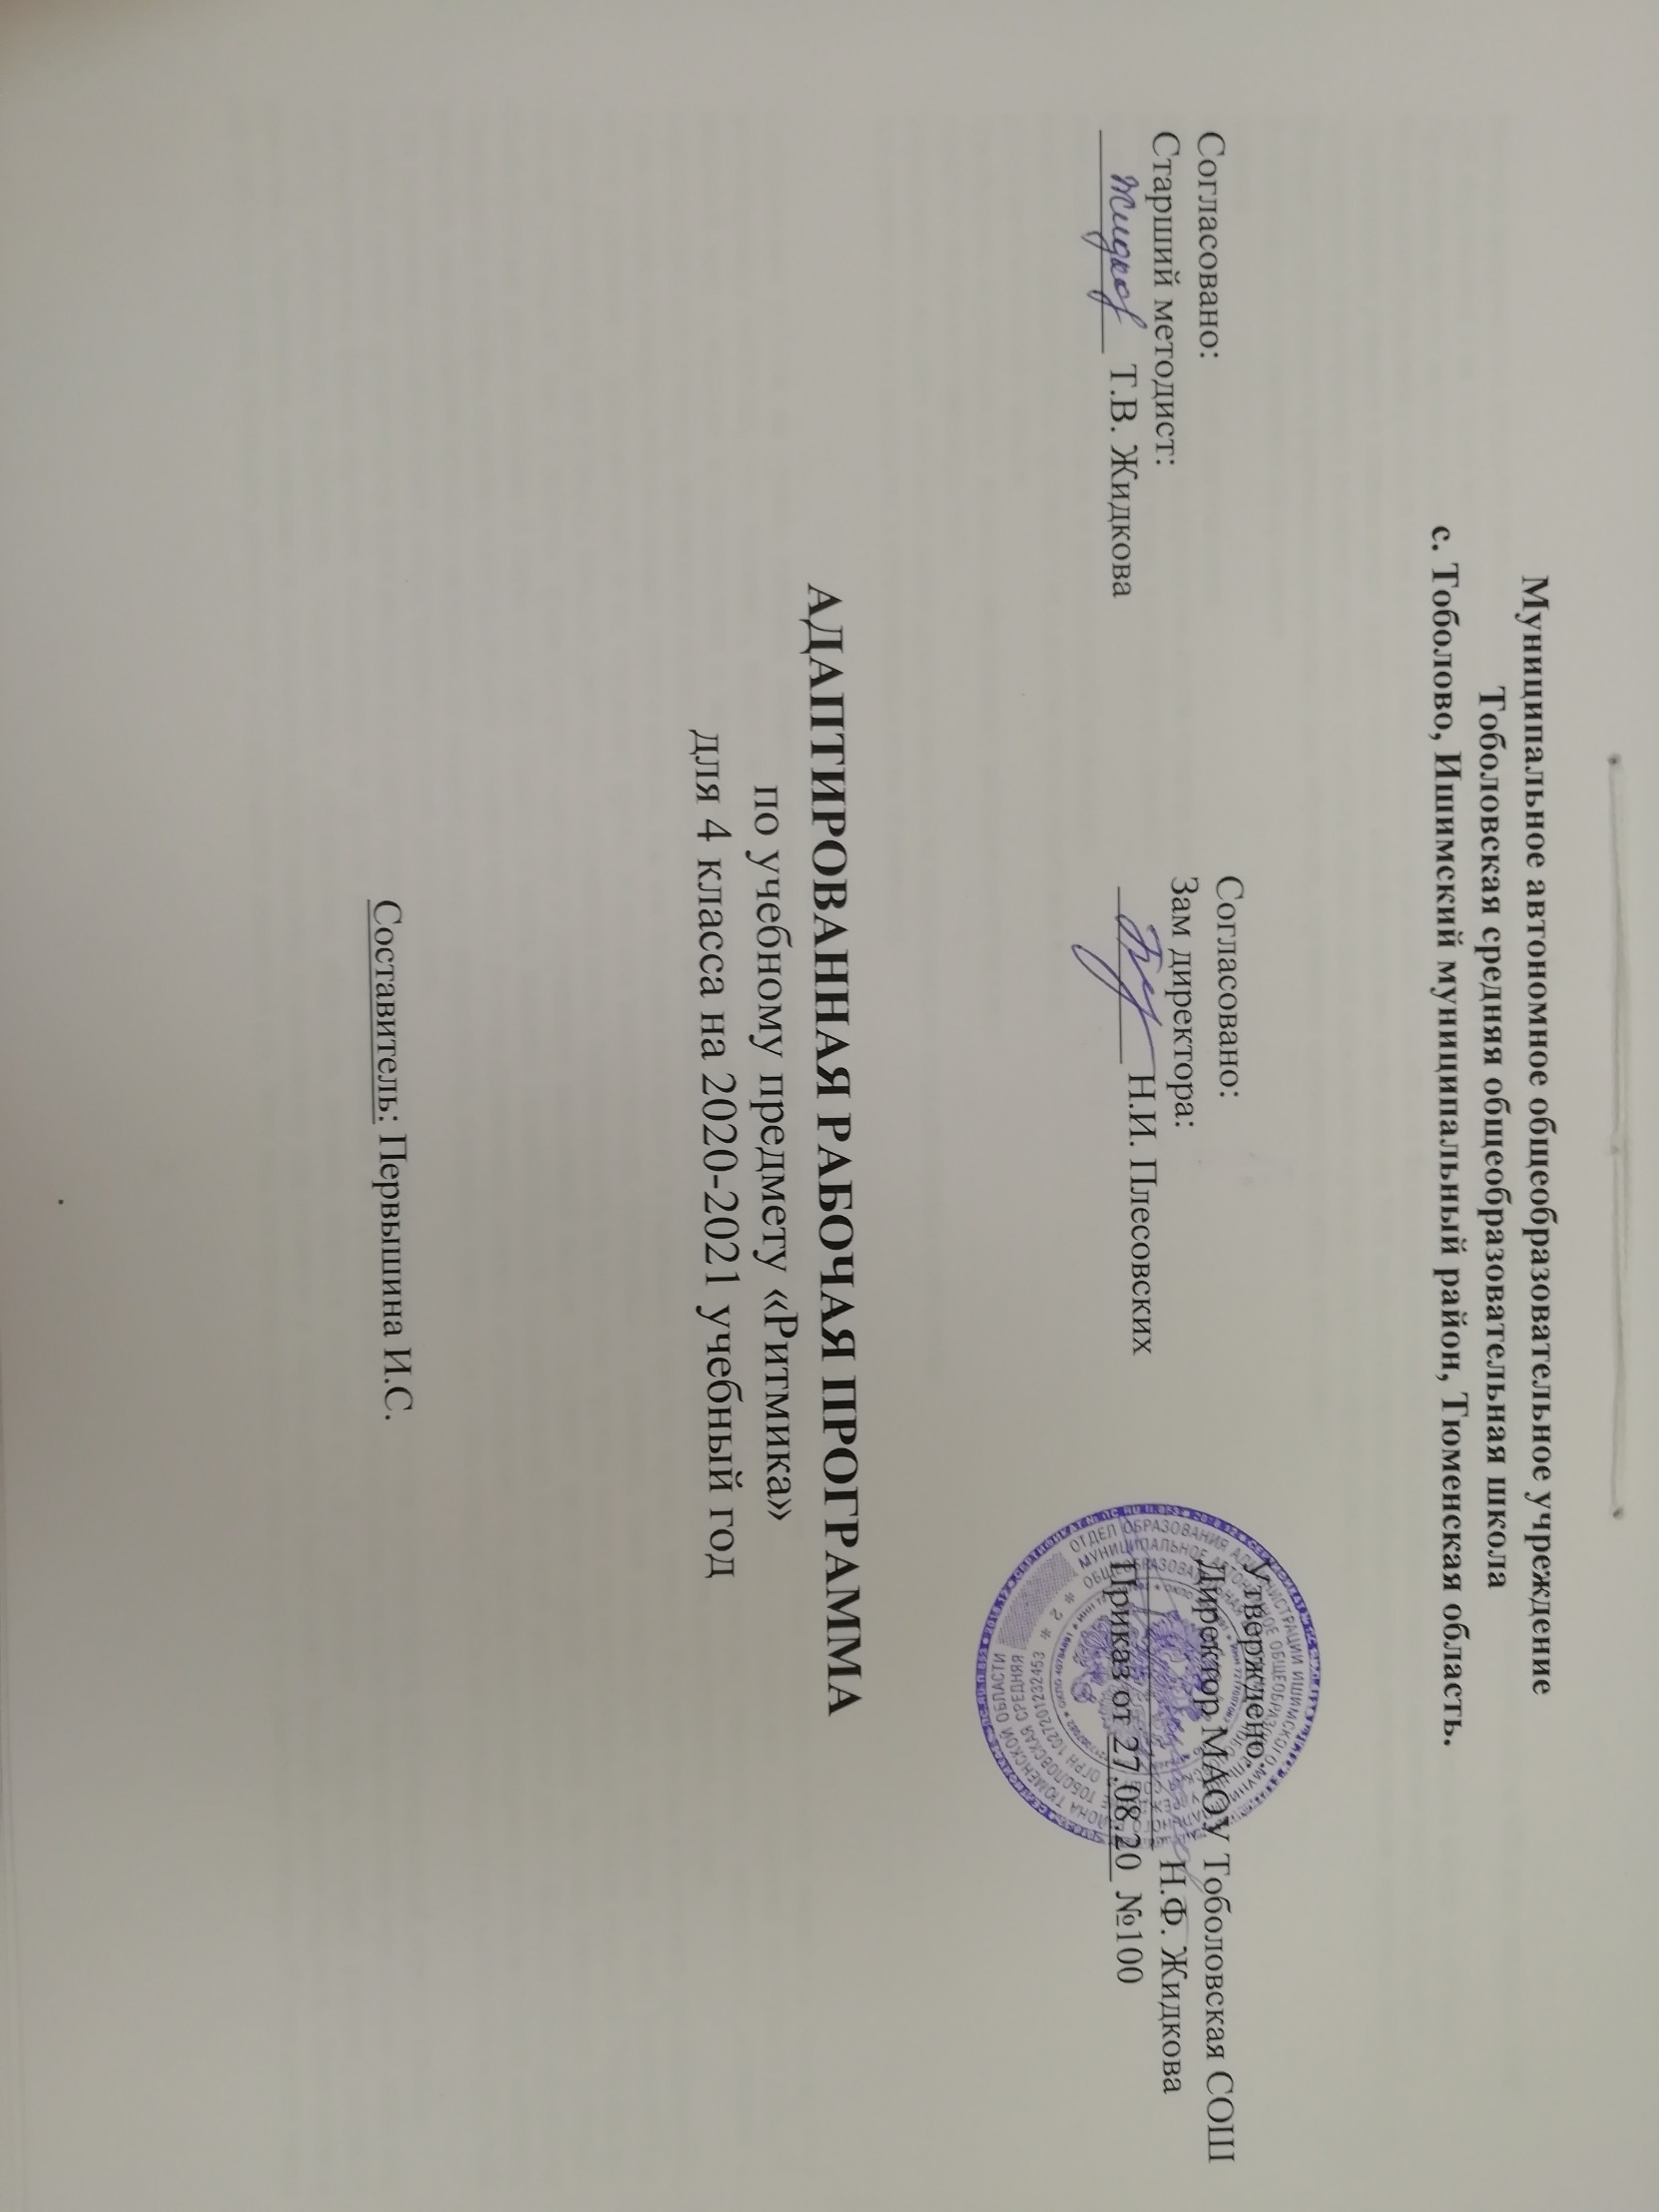 Муниципальное автономное общеобразовательное учреждение
Тоболовская средняя общеобразовательная школа
с. Тоболово, Ишимский муниципальный район, Тюменская область.
Согласовано:
Старший методист:
Т.В. Жидкова
Согласовано:
Зам директора:
Н.И. Плесовских
Утверждено:
Директор МАОУ Тоболовская СОШ
Н.Ф. Жидкова
Приказ от 27.08.20 №100
АДАПТИРОВАННАЯ РАБОЧАЯ ПРОГРАММА
по учебному предмету «Ритмика»
для 4 класса на 2020-2021 учебный год
Составитель: Первышина И.С.